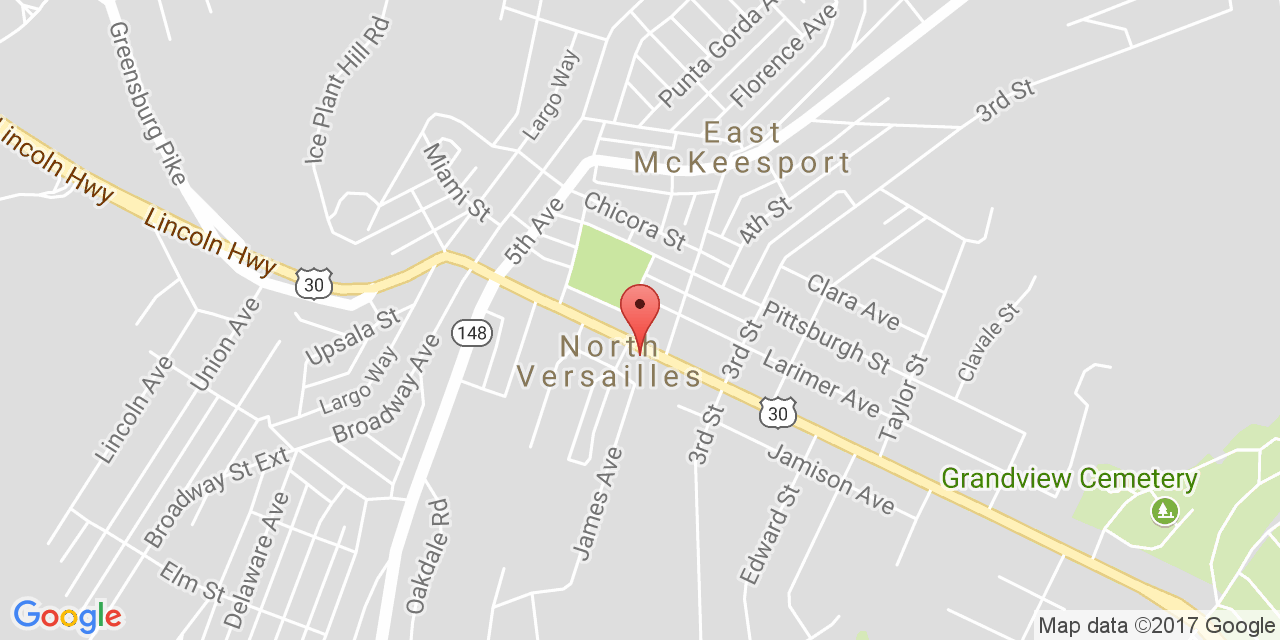 Greensburg Pike
Ice Plant Hill Rd
Largo Way
Punta Gorda A
Florence Ave
3rd St
East
McKeesport
Lincoln Hwy
Lincoln Hwy
Miami St
5th Ave
Chicora St
4th St
30
148
Upsala St
Union Ave
Largo Way
Broadway Ave
Lincoln Ave
North
Versailles
3rd St
Clara Ave
Pittsburgh St
Larimer Ave
Clavale St
Taylor St
30
3rd St
Jamison Ave
Broadway St Ext
Delaware Ave
Elm St
Oakdale Rd
James Ave
Edward St
Grandview Cemetery
Google
Map data ©2017 Google